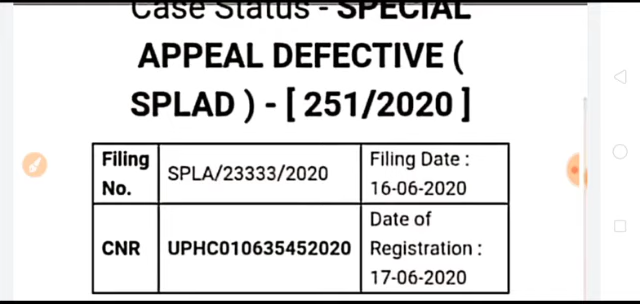 Case Status - SPECIAL
APPEAL DEFECTIVE (
SPLAD ) - [ 251/2020 ]
Filing No. SPLA/23333/2020 Filing Date : 16-06-2020
CNR UPHC010635452020 Date of Registration : 17-06-2020